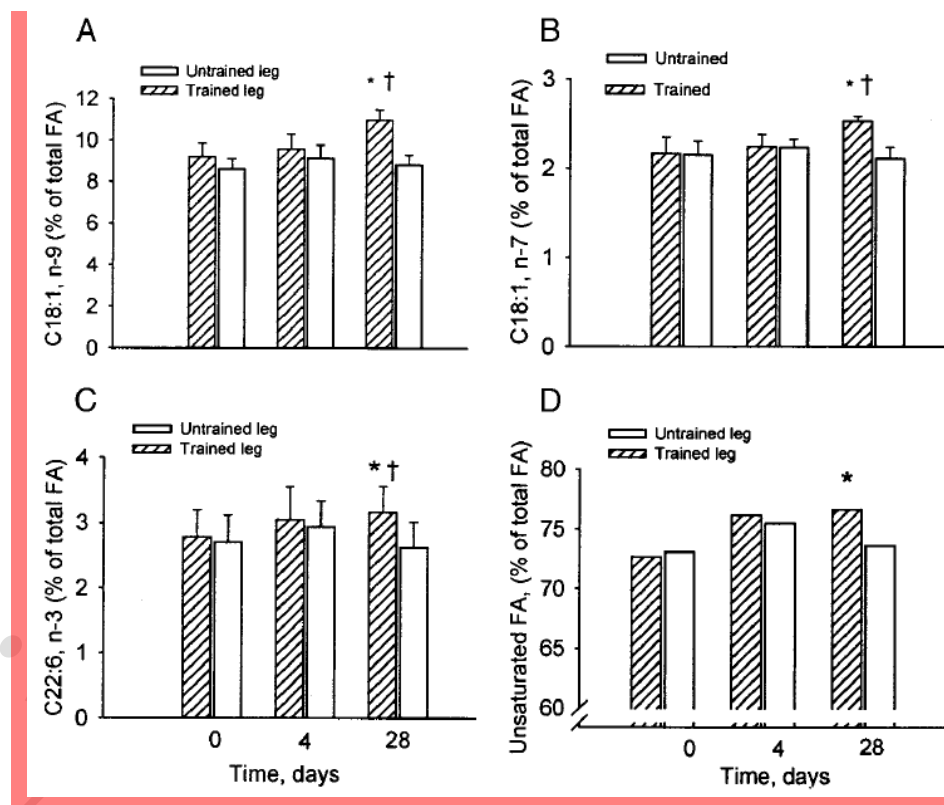 A
Untrained leg
Trained leg
* †
C18:1, n-9 (% of total FA)
12
10
8
6
4
2
0
B
Untrained
Trained
* †
C18:1, n-7 (% of total FA)
3
2
1
0
C
Untrained leg
Trained leg
* †
C22:6, n-3 (% of total FA)
4
3
2
1
0
0 4 28
Time, days
D
Untrained leg
Trained leg
*
Unsaturated FA, (% of total FA)
80
75
70
65
60
0 4 28
Time, days